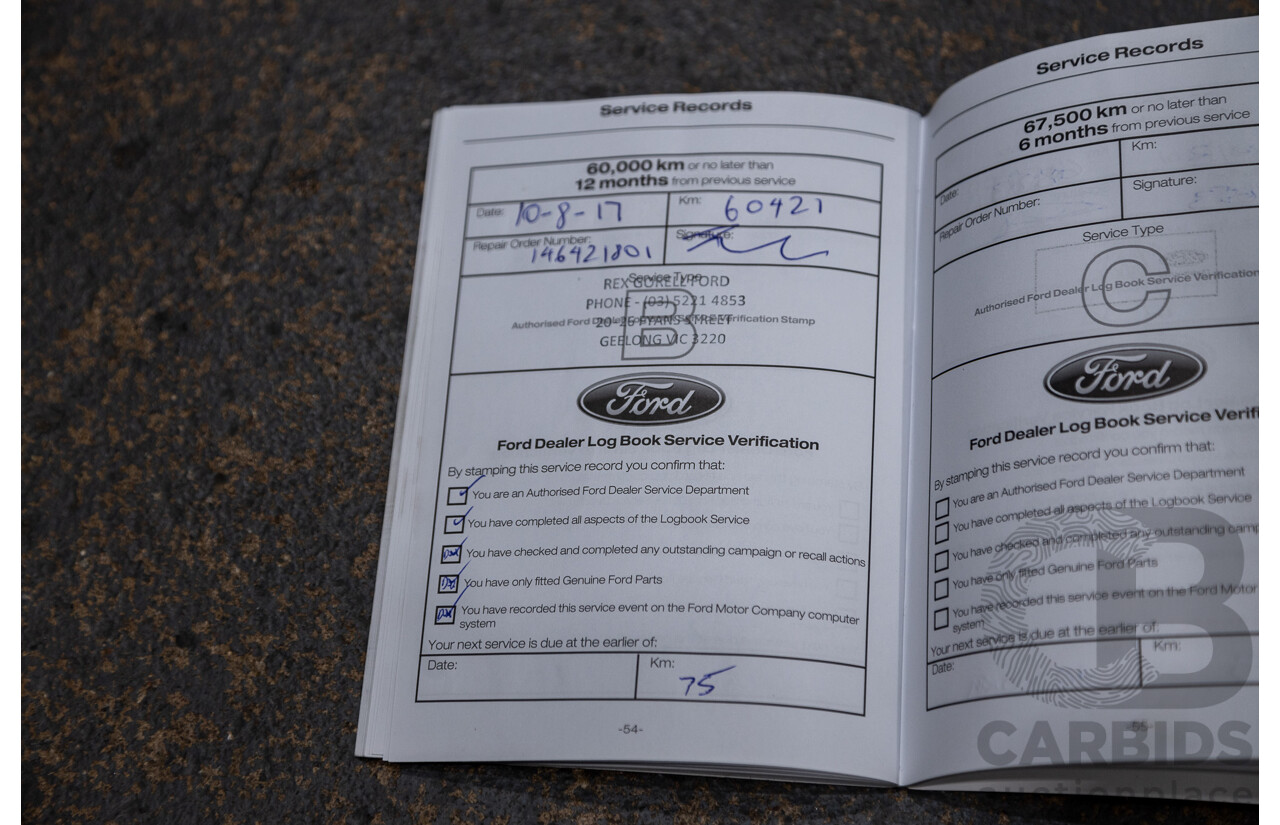 Service Records
60,000 km or no later than
12 months from previous service
Date: 10-8-17
Km: 60421
Repair Order Number: 146421801
Signature:
Service Type
REX GORELL FORD
PHONE - (03) 5221 4853
Authorised Ford Dealer Log Book Service Verification Stamp
20-26 RYANS STREET
B
GEELONG VIC 3220
Ford
Ford Dealer Log Book Service Verification
By stamping this service record you confirm that:
You are an Authorised Ford Dealer Service Department
You have completed all aspects of the Logbook Service
You have checked and completed any outstanding campaign or recall actions
You have only fitted Genuine Ford Parts
You have recorded this service event on the Ford Motor Company computer
system
Your next service is due at the earlier of:
Date:
Km: 75
-54-
Service Records
67,500 km or no later than
6 months from previous service
Date:
Km:
Repair Order Number:
Signature:
Service Type
C
Authorised Ford Dealer Log Book Service Verification
Ford
Ford Dealer Log Book Service Verifi
By stamping this service record you confirm that:
You are an Authorised Ford Dealer Service Department
You have completed all aspects of the Logbook Service
You have checked and completed any outstanding camp
You have only fitted Genuine Ford Parts
You have recorded this service event on the Ford Motor
system
Your next service is due at the earlier of:
Date:
Km:
-55-
CB
CARBIDS
auctionplace